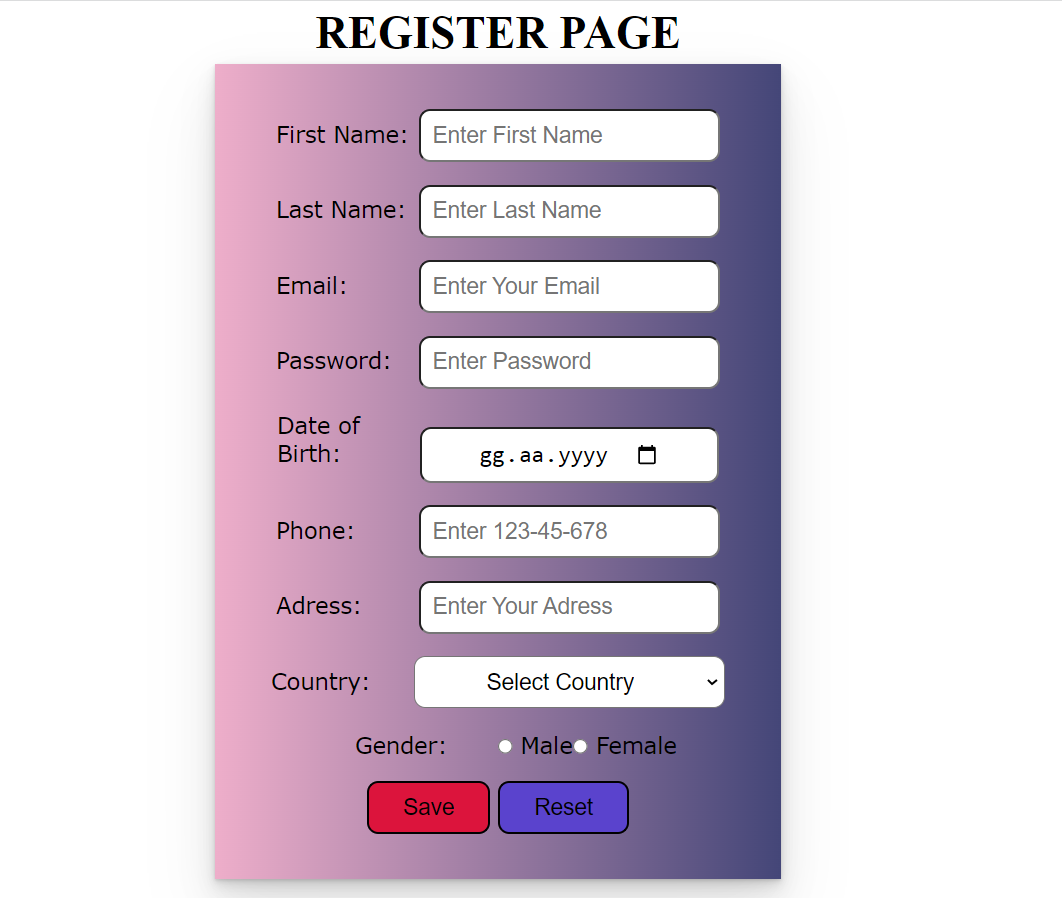 REGISTER PAGE
First Name: Enter First Name
Last Name: Enter Last Name
Email: Enter Your Email
Password: Enter Password
Date of
Birth: gg.aa.yyyy
Phone: Enter 123-45-678
Adress: Enter Your Adress
Country: Select Country
Gender: Male Female
Save Reset